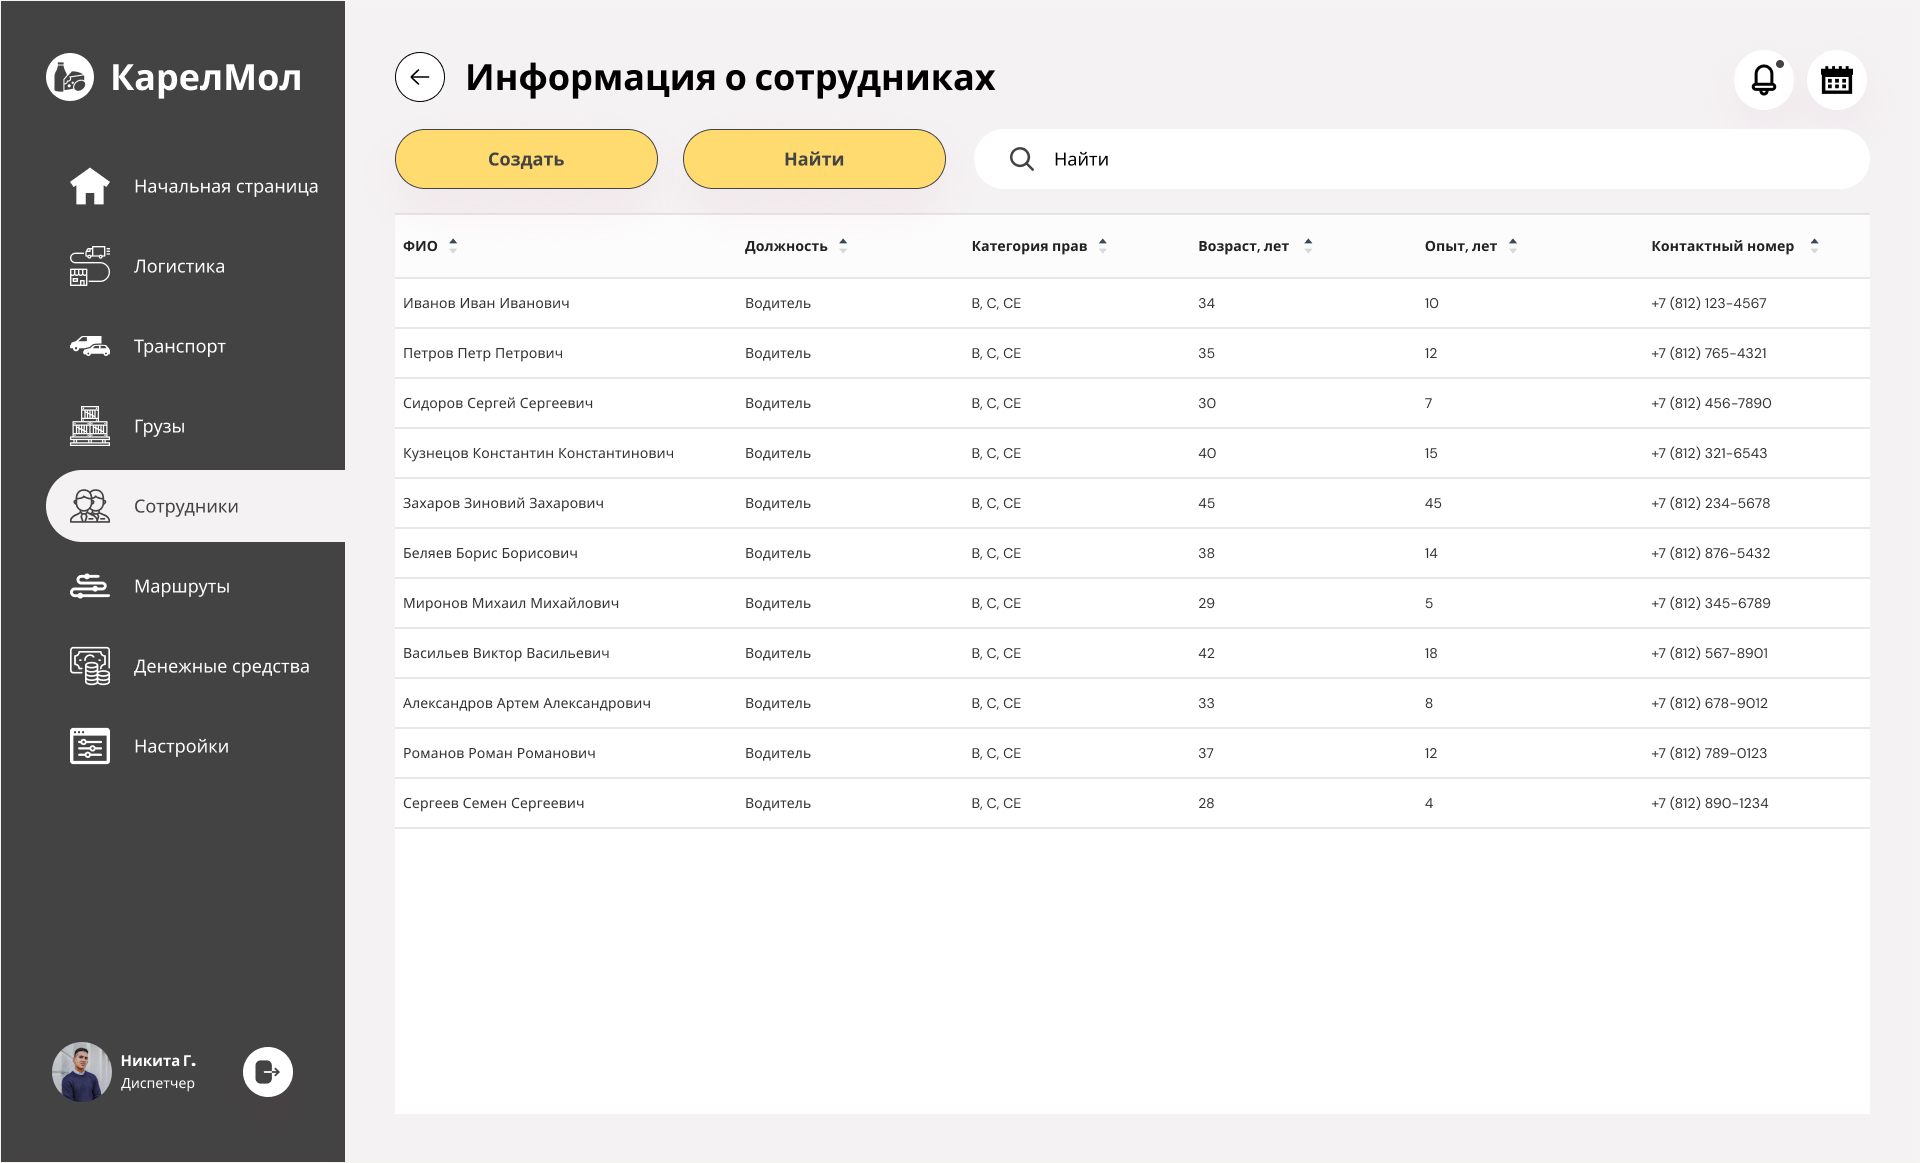 КарелМол
Начальная страница
Логистика
Транспорт
Грузы
Сотрудники
Маршруты
Денежные средства
Настройки
Никита Г.
Диспетчер
Информация о сотрудниках
Создать
Найти
Найти
ФИО Должность Категория прав Возраст, лет Опыт, лет Контактный номер
Иванов Иван Иванович Водитель B, C, CE 34 10 +7 (812) 123-4567
Петров Петр Петрович Водитель B, C, CE 35 12 +7 (812) 765-4321
Сидоров Сергей Сергеевич Водитель B, C, CE 30 7 +7 (812) 456-7890
Кузнецов Константин Константинович Водитель B, C, CE 40 15 +7 (812) 321-6543
Захаров Зиновий Захарович Водитель B, C, CE 45 45 +7 (812) 234-5678
Беляев Борис Борисович Водитель B, C, CE 38 14 +7 (812) 876-5432
Миронов Михаил Михайлович Водитель B, C, CE 29 5 +7 (812) 345-6789
Васильев Виктор Васильевич Водитель B, C, CE 42 18 +7 (812) 567-8901
Александров Артем Александрович Водитель B, C, CE 33 8 +7 (812) 678-9012
Романов Роман Романович Водитель B, C, CE 37 12 +7 (812) 789-0123
Сергеев Семен Сергеевич Водитель B, C, CE 28 4 +7 (812) 890-1234